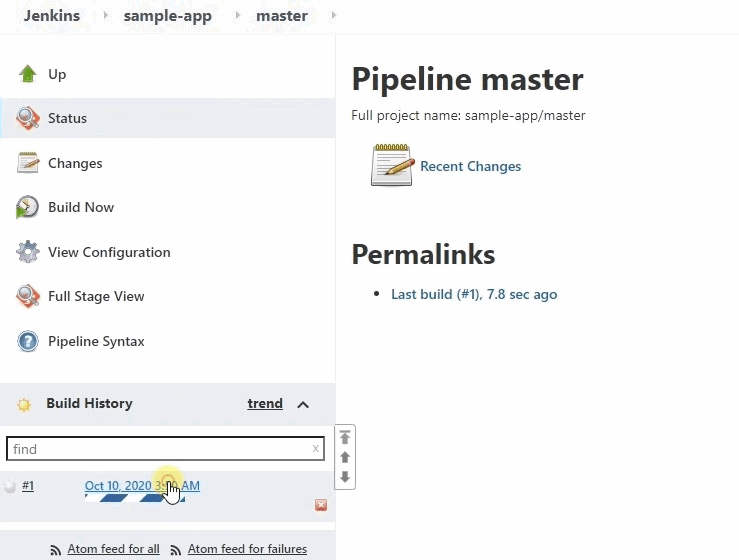 Jenkins sample-app master
Up
Status
Changes
Build Now
View Configuration
Full Stage View
Pipeline Syntax
Build History trend
find x
#1 Oct 10, 2020 AM
Atom feed for all Atom feed for failures
Pipeline master
Full project name: sample-app/master
Recent Changes
Permalinks
Last build (#1), 7.8 sec ago